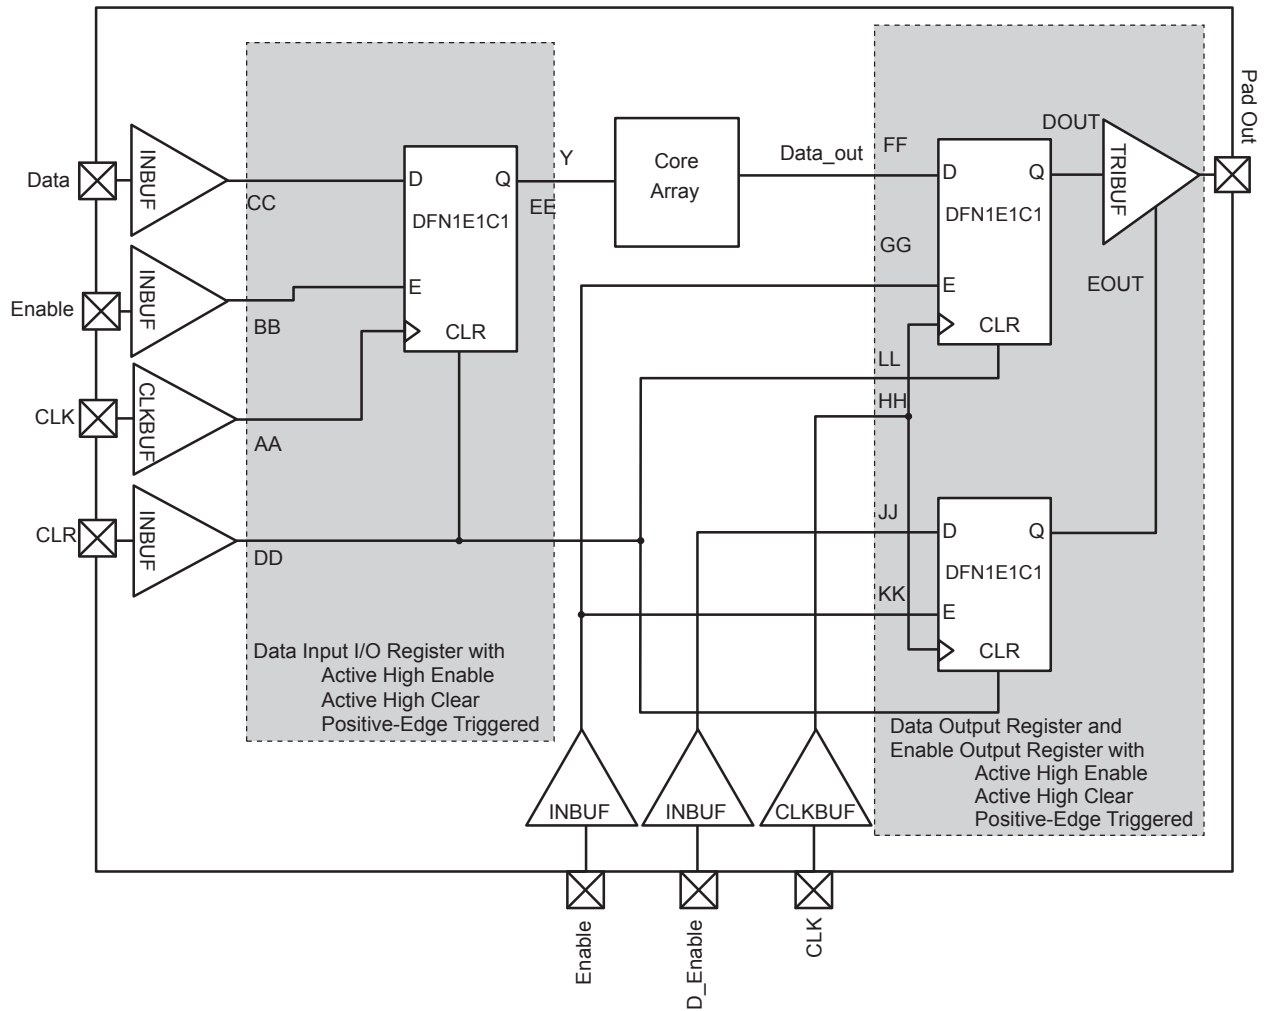 Pad Out
DOUT
Data
INBUF
CC
D
Q
DFN1E1C1
E
CLR
Y
EE
Core
Array
Data_out
FF
D
Q
DFN1E1C1
TRIBUF
GG
E
CLR
EOUT
Enable
INBUF
BB
CLK
CLKBUF
AA
LL
HH
CLR
INBUF
DD
JJ
D
Q
DFN1E1C1
KK
E
CLR
Data Input I/O Register with
Active High Enable
Active High Clear
Positive-Edge Triggered
Data Output Register and
Enable Output Register with
Active High Enable
Active High Clear
Positive-Edge Triggered
INBUF
INBUF
CLKBUF
Enable
D_Enable
CLK